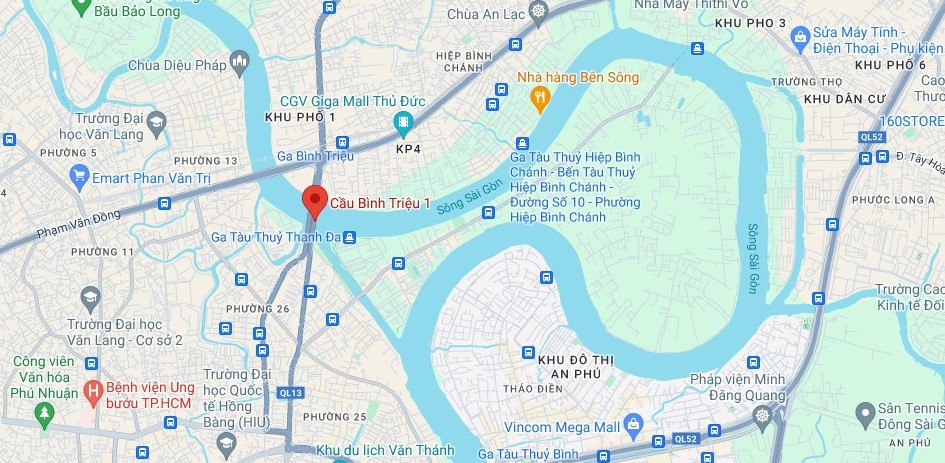 Bàu Bảo Long
Chùa An Lạc
Nhà Máy Thithi Võ
KHU PHỐ 3
Sửa Máy Tính -
Điện Thoại - Phụ kiện
KHU PHỐ 6
HIỆP BÌNH
CHÁNH
Chùa Diệu Pháp
Nhà hàng Bên Sông
TRƯỜNG THỌ
KHU DÂN CƯ
CGV Giga Mall Thủ Đức
KHU PHỐ 1
KP4
Trường Đại
học Văn Lang
160STORE
QL52
PHƯỜNG 5
PHƯỜNG 13
Ga Bình Triệu
Ga Tàu Thuỷ Hiệp Bình
Chánh - Bến Tàu Thuỷ
Hiệp Bình Chánh -
Đường Số 10 - Phường
Hiệp Bình Chánh
Emart Phan Văn Trị
Sông Sài Gòn
PHƯỚC LONG A
Cầu Bình Triệu 1
Phạm Văn Đồng
Ga Tàu Thuỷ Thanh Đa
Sông Sài Gòn
PHƯỜNG 11
PHƯỜNG 26
Trường Đại học
Văn Lang - Cơ sở 2
Trường Cao
Kinh tế Đối
Công viên
Văn hóa
Phú Nhuận
Bệnh viện Ung
bướu TP.HCM
Trường Đại
học Quốc
tế Hồng
Bàng (HIU)
QL13
KHU ĐÔ THỊ
AN PHÚ
THẢO ĐIỀN
Pháp viện Minh
Đăng Quang
PHƯỜNG 25
Vincom Mega Mall
Sân Tennis
Đông Sài G
AN PHÚ
QL52
Khu du lịch Văn Thánh
Ga Tàu Thuỷ Bình